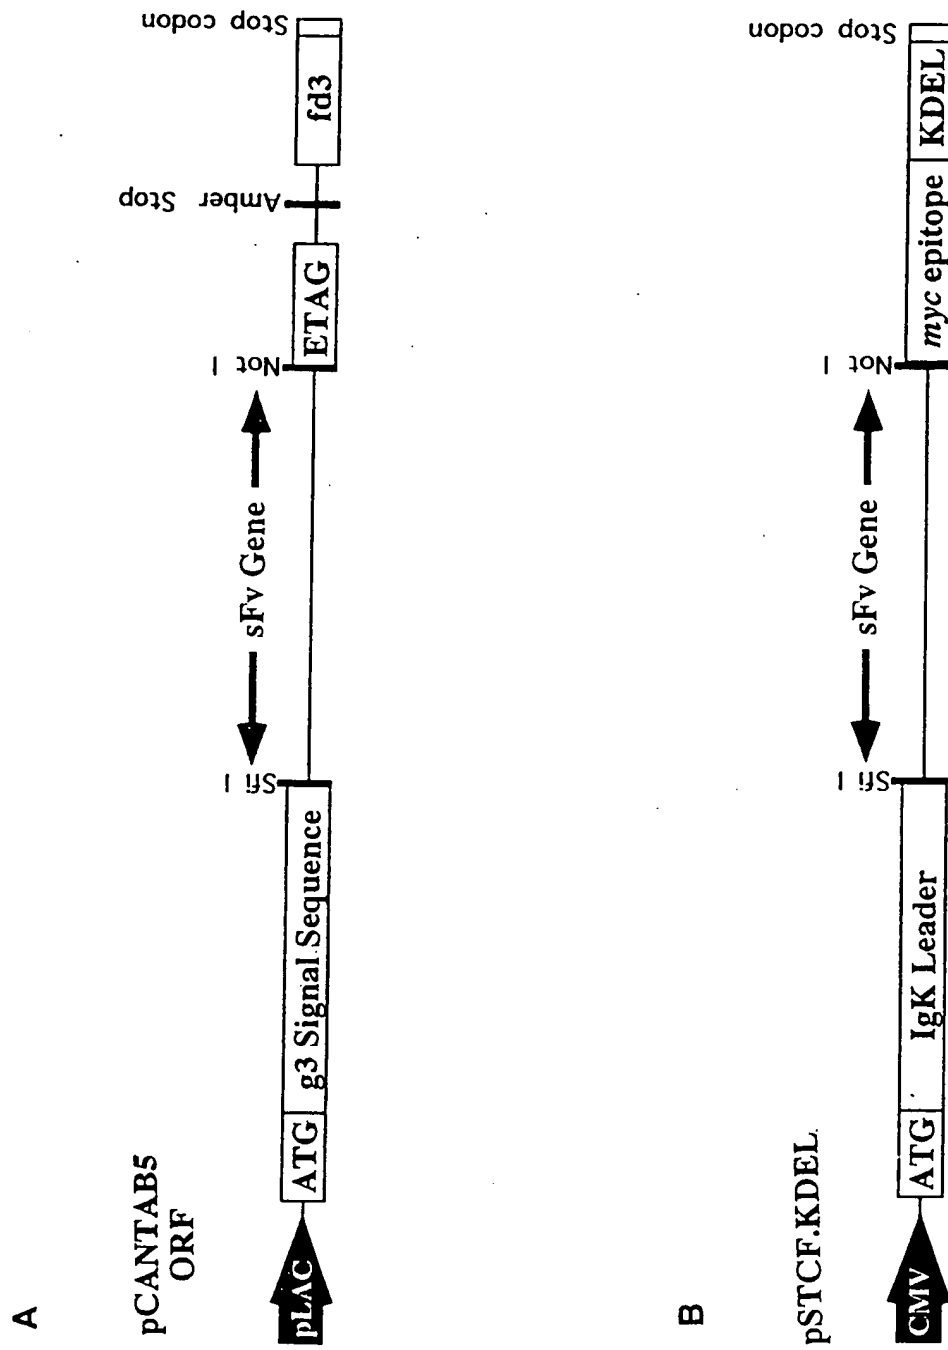 A
pCANTAB5
ORF
pLAC
ATG
g3 Signal Sequence
Sfi I
sFv Gene
Not I
ETAG
Amber Stop
fd3
Stop codon
B
pSTCF.KDEL
CMV
ATG
IgK Leader
Sfi I
sFv Gene
Not I
myc epitope
KDEL
Stop codon